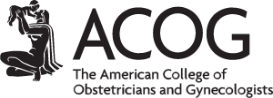 ACOG
The American College of
Obstetricians and Gynecologists